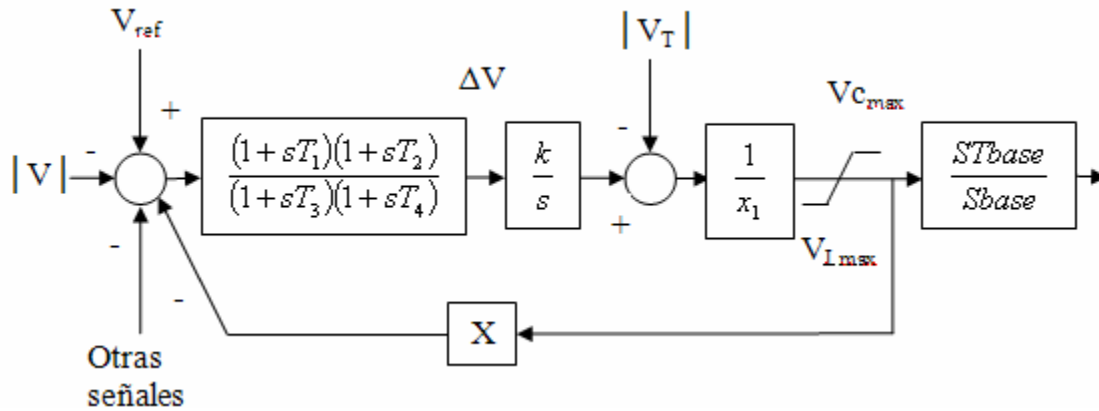 V_ref
|V_T|
ΔV
Vc_max
+
-
|V|
-
(1+sT_1)(1+sT_2)
(1+sT_3)(1+sT_4)
k
s
-
+
1
x_1
STbase
Sbase
V_Lmax
-
-
X
Otras
señales